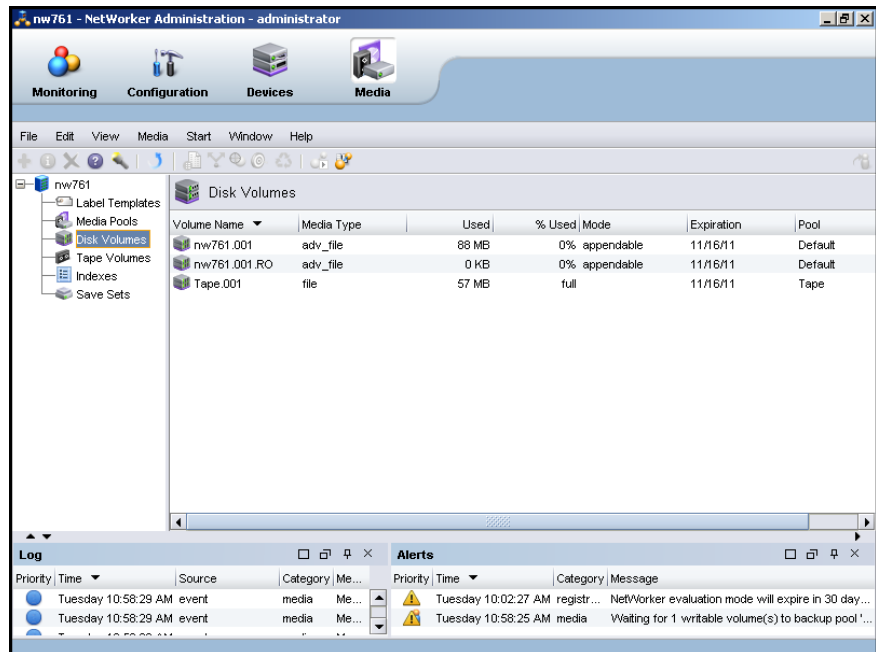 nw761 - NetWorker Administration - administrator
Monitoring Configuration Devices Media
File Edit View Media Start Window Help
nw761
Label Templates
Media Pools
Disk Volumes
Tape Volumes
Indexes
Save Sets
Disk Volumes
Volume Name Media Type Used % Used Mode Expiration Pool
nw761.001 adv_file 88 MB 0% appendable 11/16/11 Default
nw761.001.RO adv_file 0 KB 0% appendable 11/16/11 Default
Tape.001 file 57 MB full 11/16/11 Tape
Log
Priority Time Source Category Me...
Tuesday 10:58:29 AM event media Me...
Tuesday 10:58:29 AM event media Me...
Alerts
Priority Time Category Message
Tuesday 10:02:27 AM registr... NetWorker evaluation mode will expire in 30 day...
Tuesday 10:58:25 AM media Waiting for 1 writable volume(s) to backup pool '...